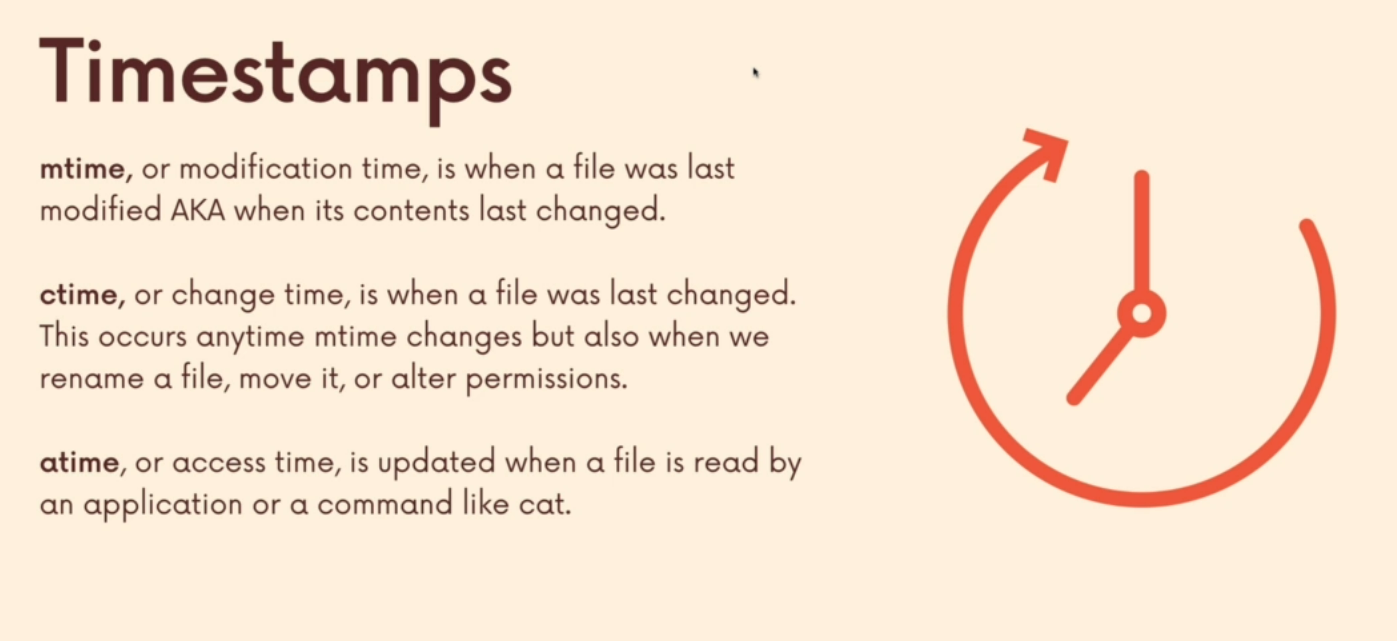 Timestamps
mtime, or modification time, is when a file was last
modified AKA when its contents last changed.
ctime, or change time, is when a file was last changed.
This occurs anytime mtime changes but also when we
rename a file, move it, or alter permissions.
atime, or access time, is updated when a file is read by
an application or a command like cat.